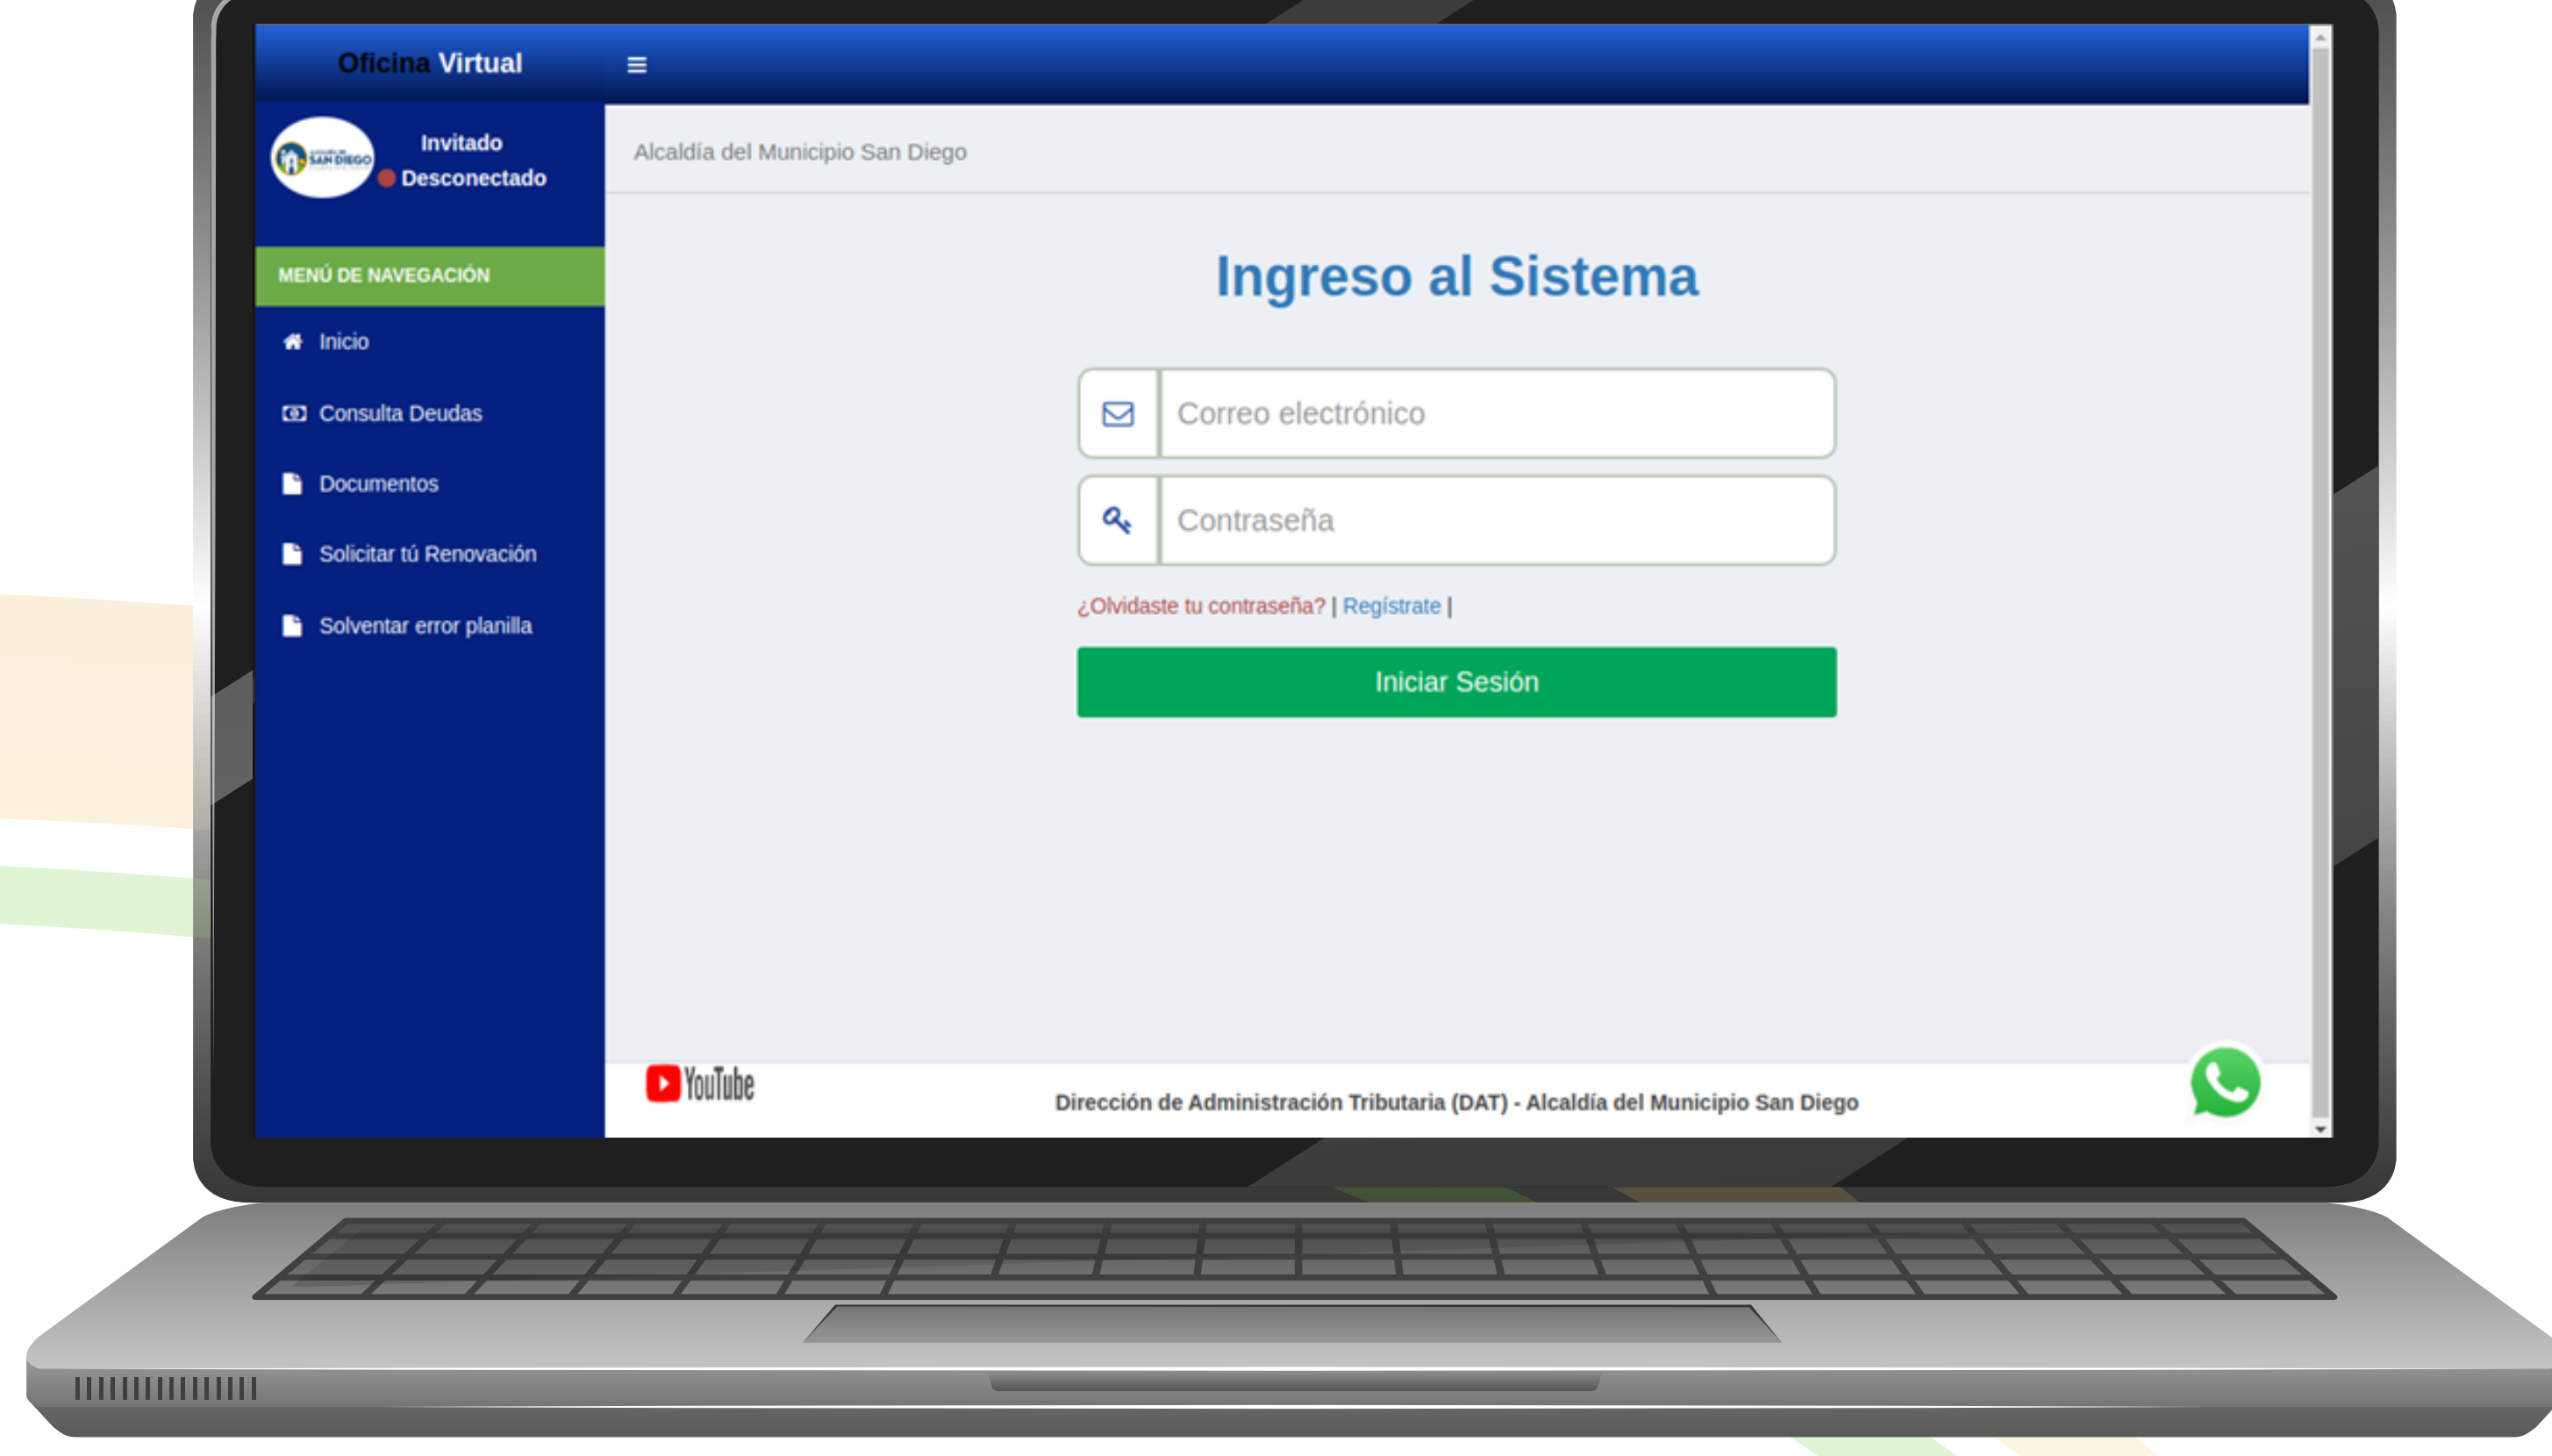 Oficina Virtual
SAN DIEGO
Invitado
Desconectado
MENÚ DE NAVEGACIÓN
Inicio
Consulta Deudas
Documentos
Solicitar tú Renovación
Solventar error planilla
Alcaldía del Municipio San Diego
Ingreso al Sistema
Correo electrónico
Contraseña
¿Olvidaste tu contraseña? | Regístrate |
Iniciar Sesión
YouTube
Dirección de Administración Tributaria (DAT) - Alcaldía del Municipio San Diego